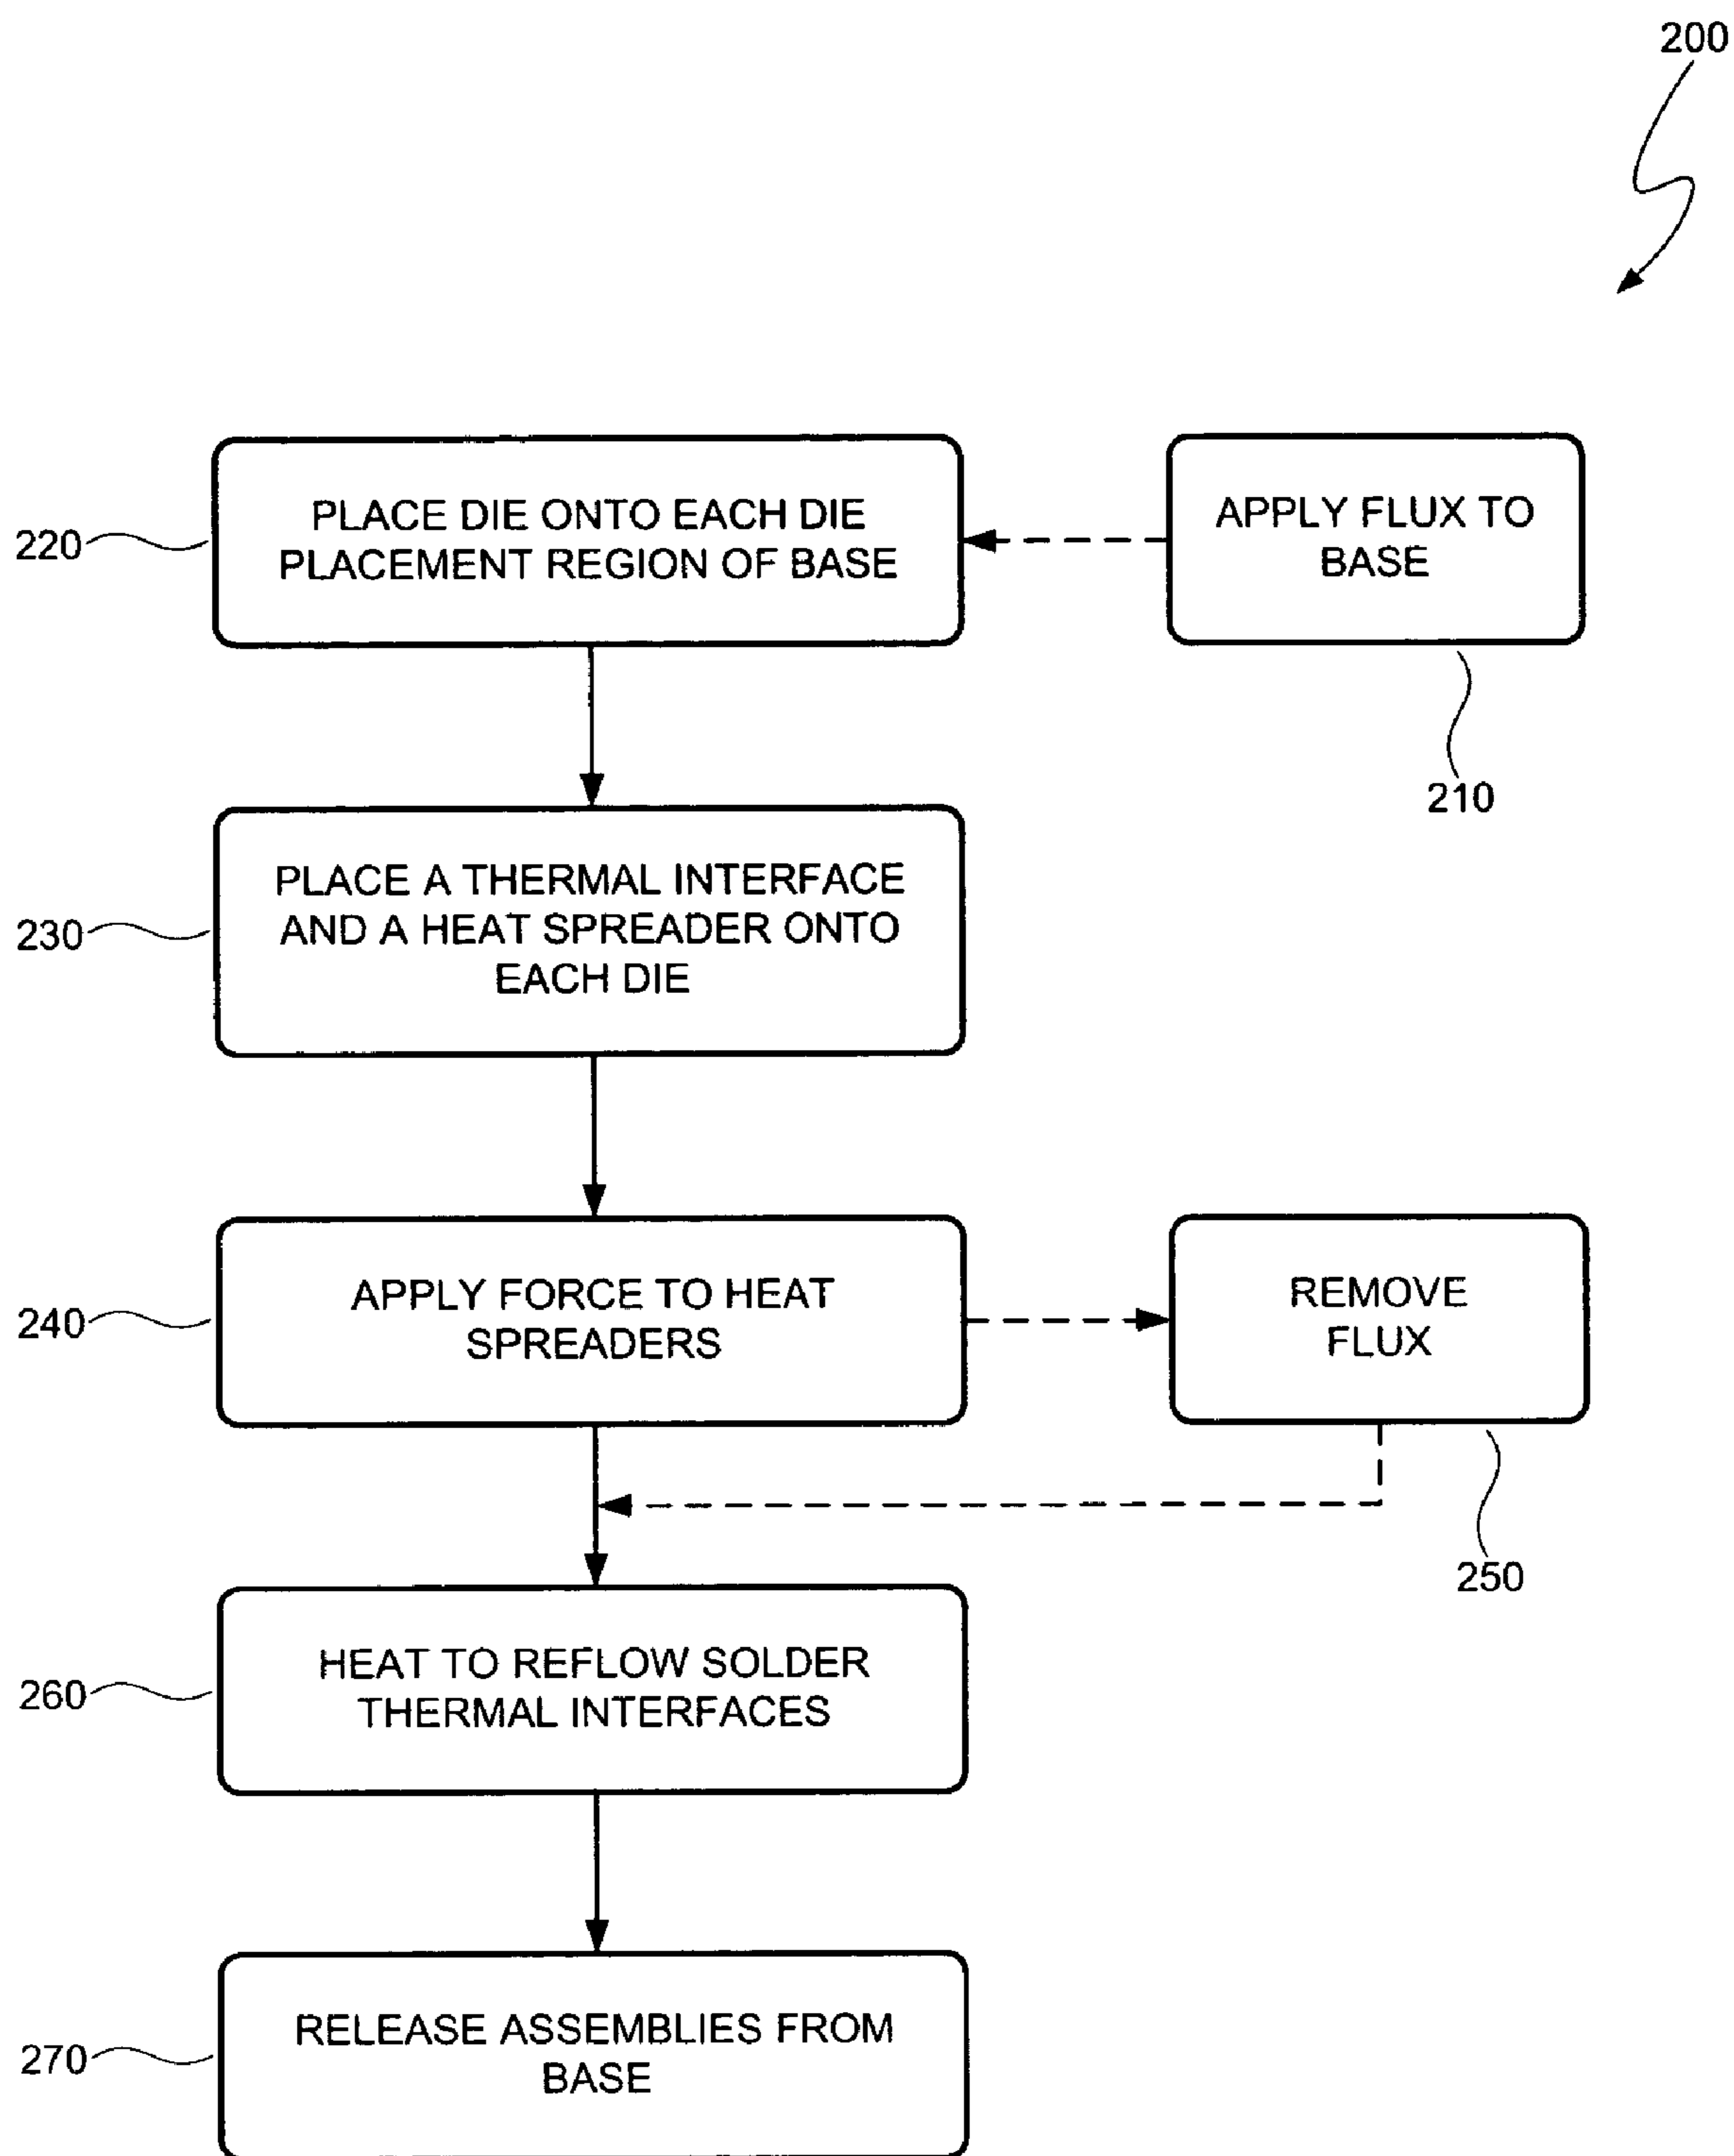 200
220
PLACE DIE ONTO EACH DIE
PLACEMENT REGION OF BASE
APPLY FLUX TO
BASE
210
230
PLACE A THERMAL INTERFACE
AND A HEAT SPREADER ONTO
EACH DIE
240
APPLY FORCE TO HEAT
SPREADERS
REMOVE
FLUX
250
260
HEAT TO REFLOW SOLDER
THERMAL INTERFACES
270
RELEASE ASSEMBLIES FROM
BASE